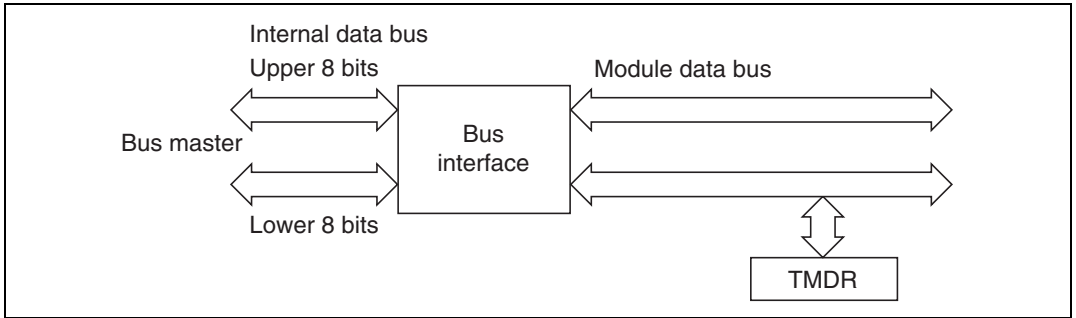 Internal data bus
Upper 8 bits
Module data bus
Bus master
Bus
interface
Lower 8 bits
TMDR